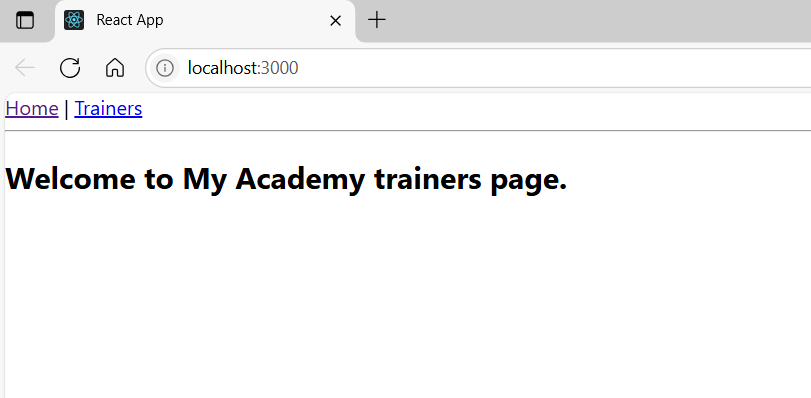 React App
localhost:3000
Home | Trainers
Welcome to My Academy trainers page.